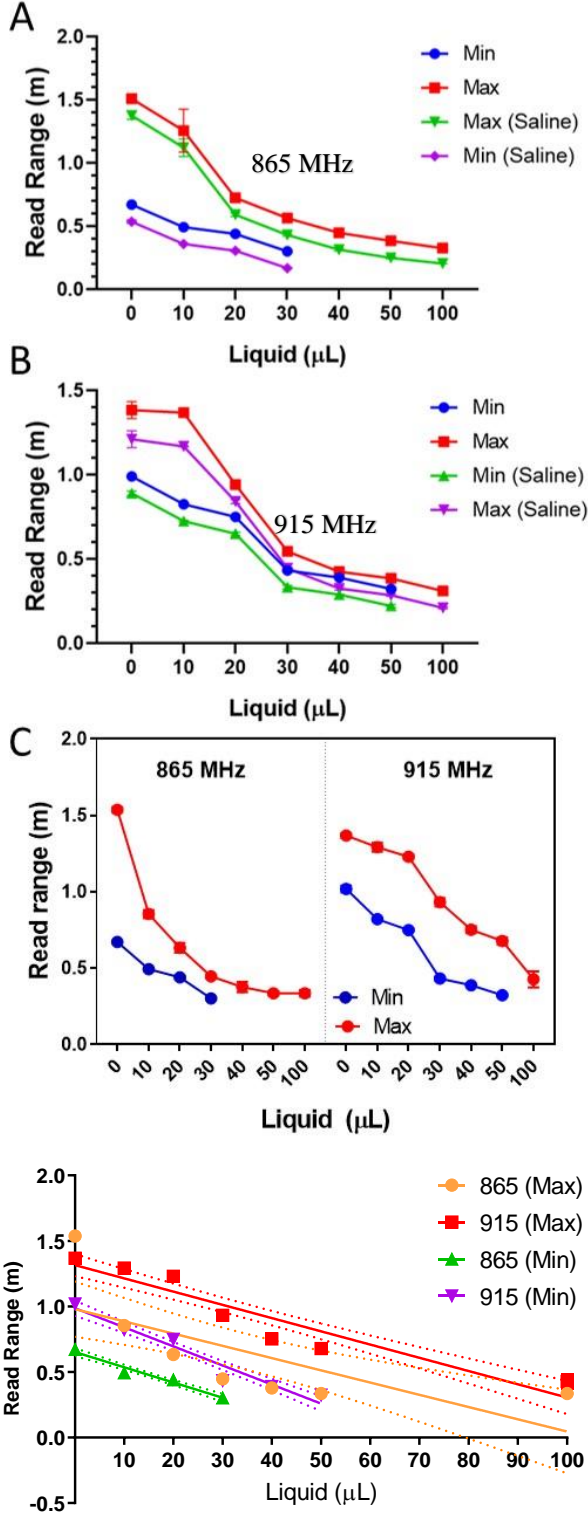 A
2.0
1.5
1.0
0.5
0.0
Read Range (m)
Min
Max
Max (Saline)
Min (Saline)
865 MHz
0 10 20 30 40 50 100
Liquid (μL)
B
1.5
1.0
0.5
0.0
Read Range (m)
Min
Max
Min (Saline)
Max (Saline)
915 MHz
0 10 20 30 40 50 100
Liquid (μL)
C
2.0
1.5
1.0
0.5
0.0
Read range (m)
865 MHz 915 MHz
Min
Max
0 10 20 30 40 50 100 0 10 20 30 40 50 100
Liquid (μL)
2.0
1.5
1.0
0.5
0.0
-0.5
Read Range (m)
865 (Max)
915 (Max)
865 (Min)
915 (Min)
10 20 30 40 50 60 70 80 90 100
Liquid (μL)